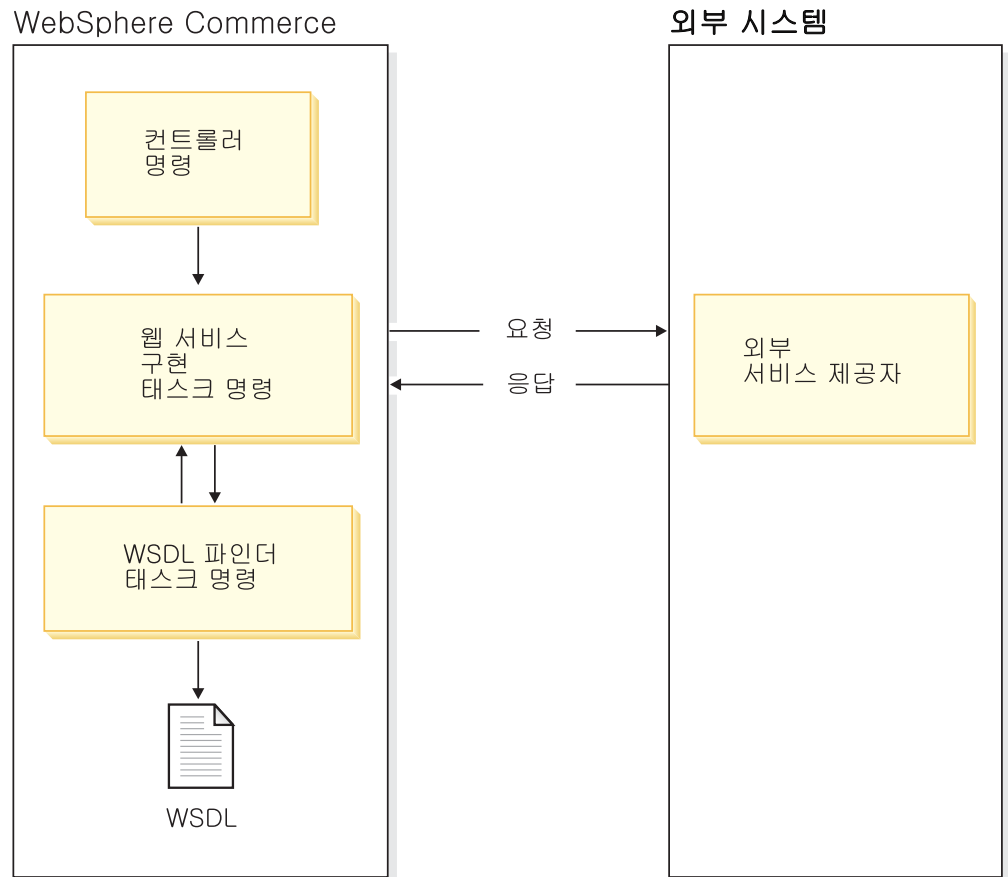 WebSphere Commerce
외부 시스템
컨트롤러
명령
웹 서비스
구현
태스크 명령
요청
응답
외부
서비스 제공자
WSDL 파인더
태스크 명령
WSDL